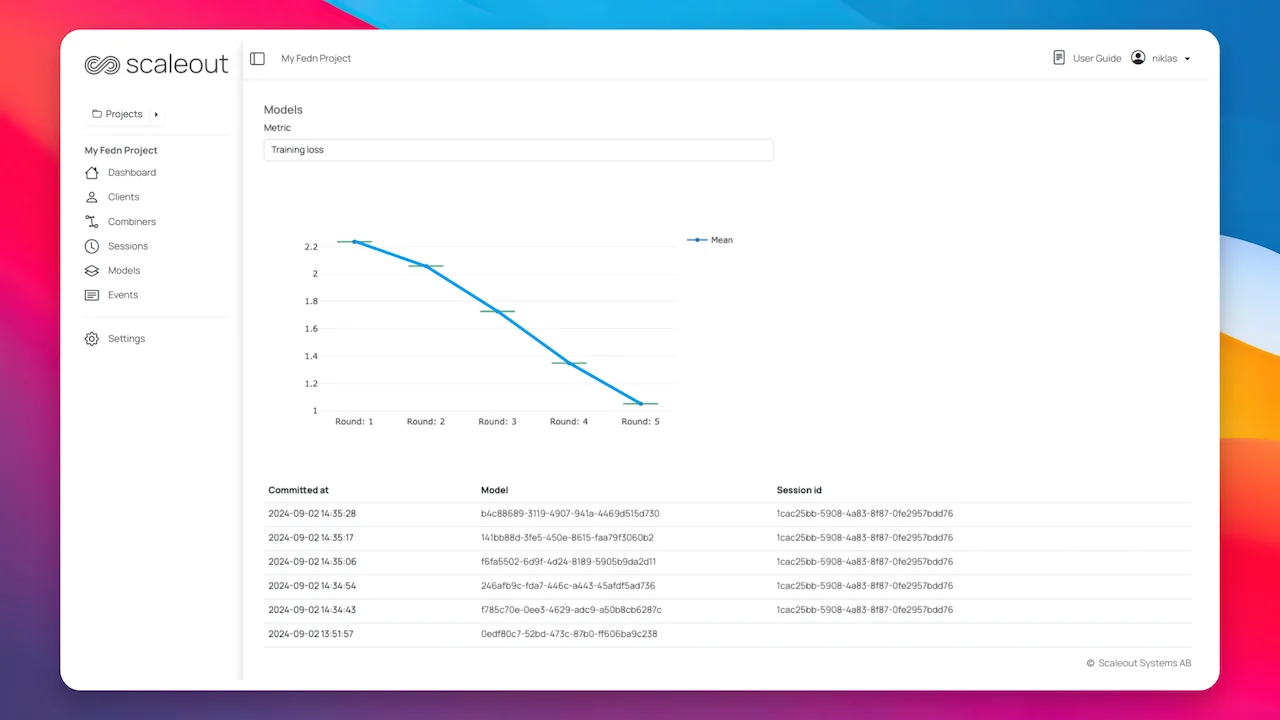 scaleout
My Fedn Project
User Guide
niklas
Projects
My Fedn Project
Dashboard
Clients
Combiners
Sessions
Models
Events
Settings
Models
Metric
Training loss
2.2
2
1.8
1.6
1.4
1.2
1
Round: 1 Round: 2 Round: 3 Round: 4 Round: 5
Mean
Committed at Model Session id
2024-09-02 14:35:28 b4c88689-3119-4907-941a-4469d515d730 1cac25bb-5908-4a83-8f87-0fe2957bdd76
2024-09-02 14:35:17 141bb88d-3fe5-450e-8615-faa79f3060b2 1cac25bb-5908-4a83-8f87-0fe2957bdd76
2024-09-02 14:35:06 f6fa5502-6d9f-4d24-8189-5905b9da2d11 1cac25bb-5908-4a83-8f87-0fe2957bdd76
2024-09-02 14:34:54 246afb9c-fda7-446c-a443-45afdf5ad736 1cac25bb-5908-4a83-8f87-0fe2957bdd76
2024-09-02 14:34:43 f785c70e-0ee3-4629-adc9-a50b8cb6287c 1cac25bb-5908-4a83-8f87-0fe2957bdd76
2024-09-02 13:51:57 0edf80c7-52bd-473c-87b0-ff606ba9c238
© Scaleout Systems AB